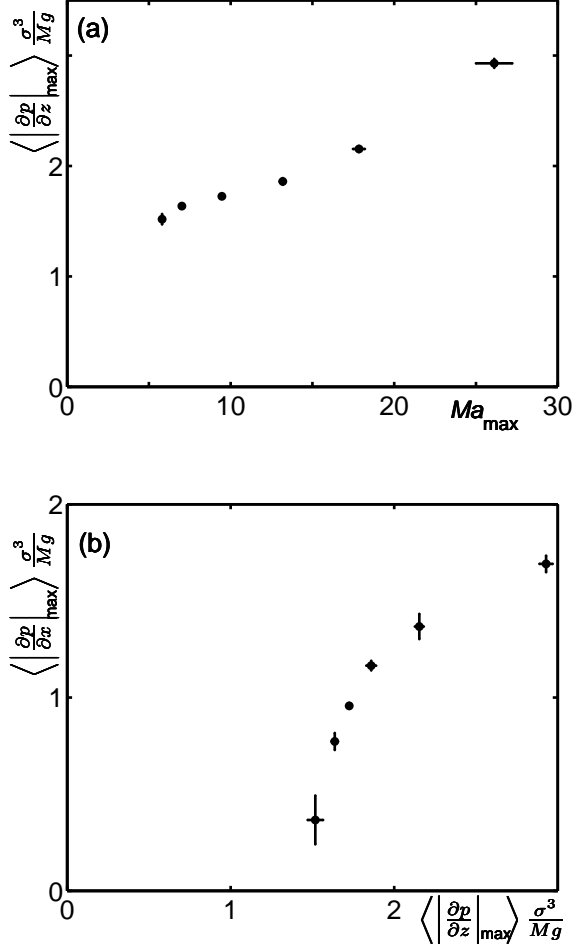 (a)
⟨|∂p/∂z|max⟩ σ³/Mg
2
1
0
0 10 20 30
Ma_max
(b)
⟨|∂p/∂x|max⟩ σ³/Mg
2
1
0
0 1 2
⟨|∂p/∂z|max⟩ σ³/Mg